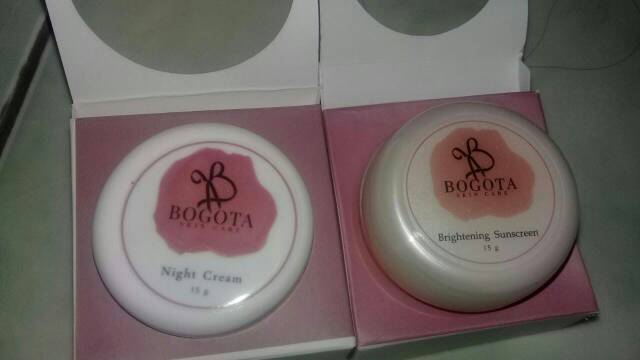 BOGOTA
SKIN CARE
Night Cream
15 g
BOGOTA
SKIN CARE
Brightening Sunscreen
15 g